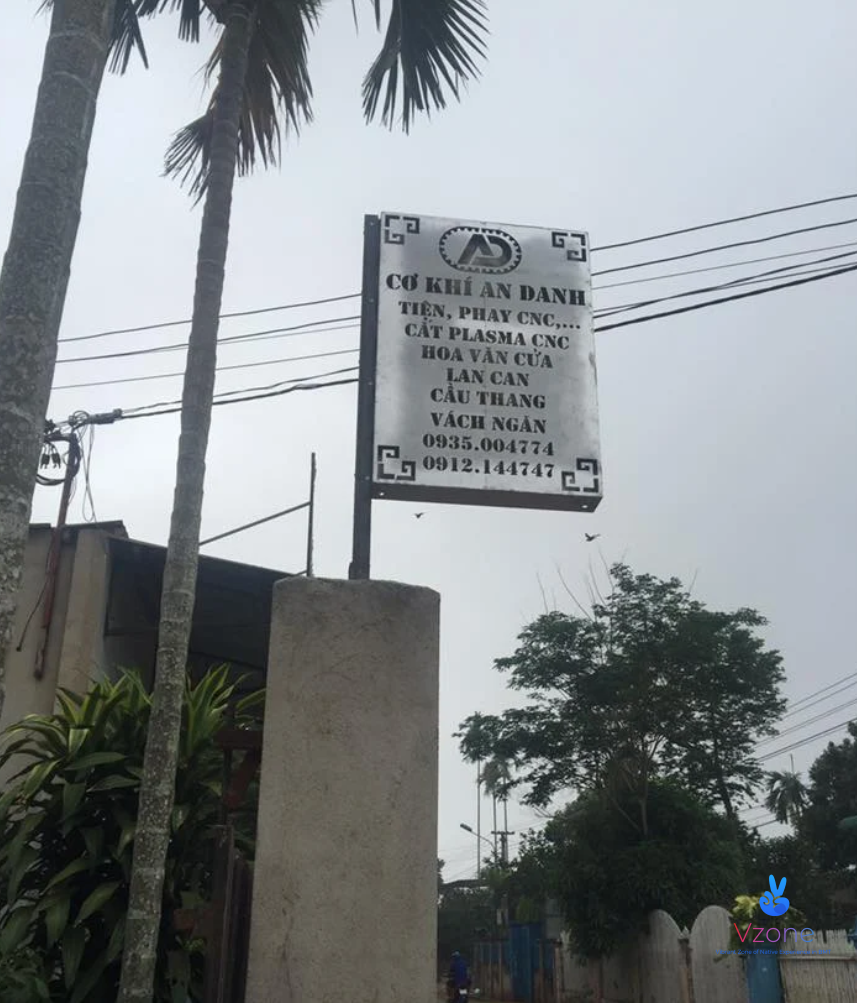 AD
CƠ KHÍ AN DANH
TIỆN, PHAY CNC,...
CẮT PLASMA CNC
HOA VĂN CỬA
LAN CAN
CẦU THANG
VÁCH NGĂN
0935.004774
0912.144747
Vzone